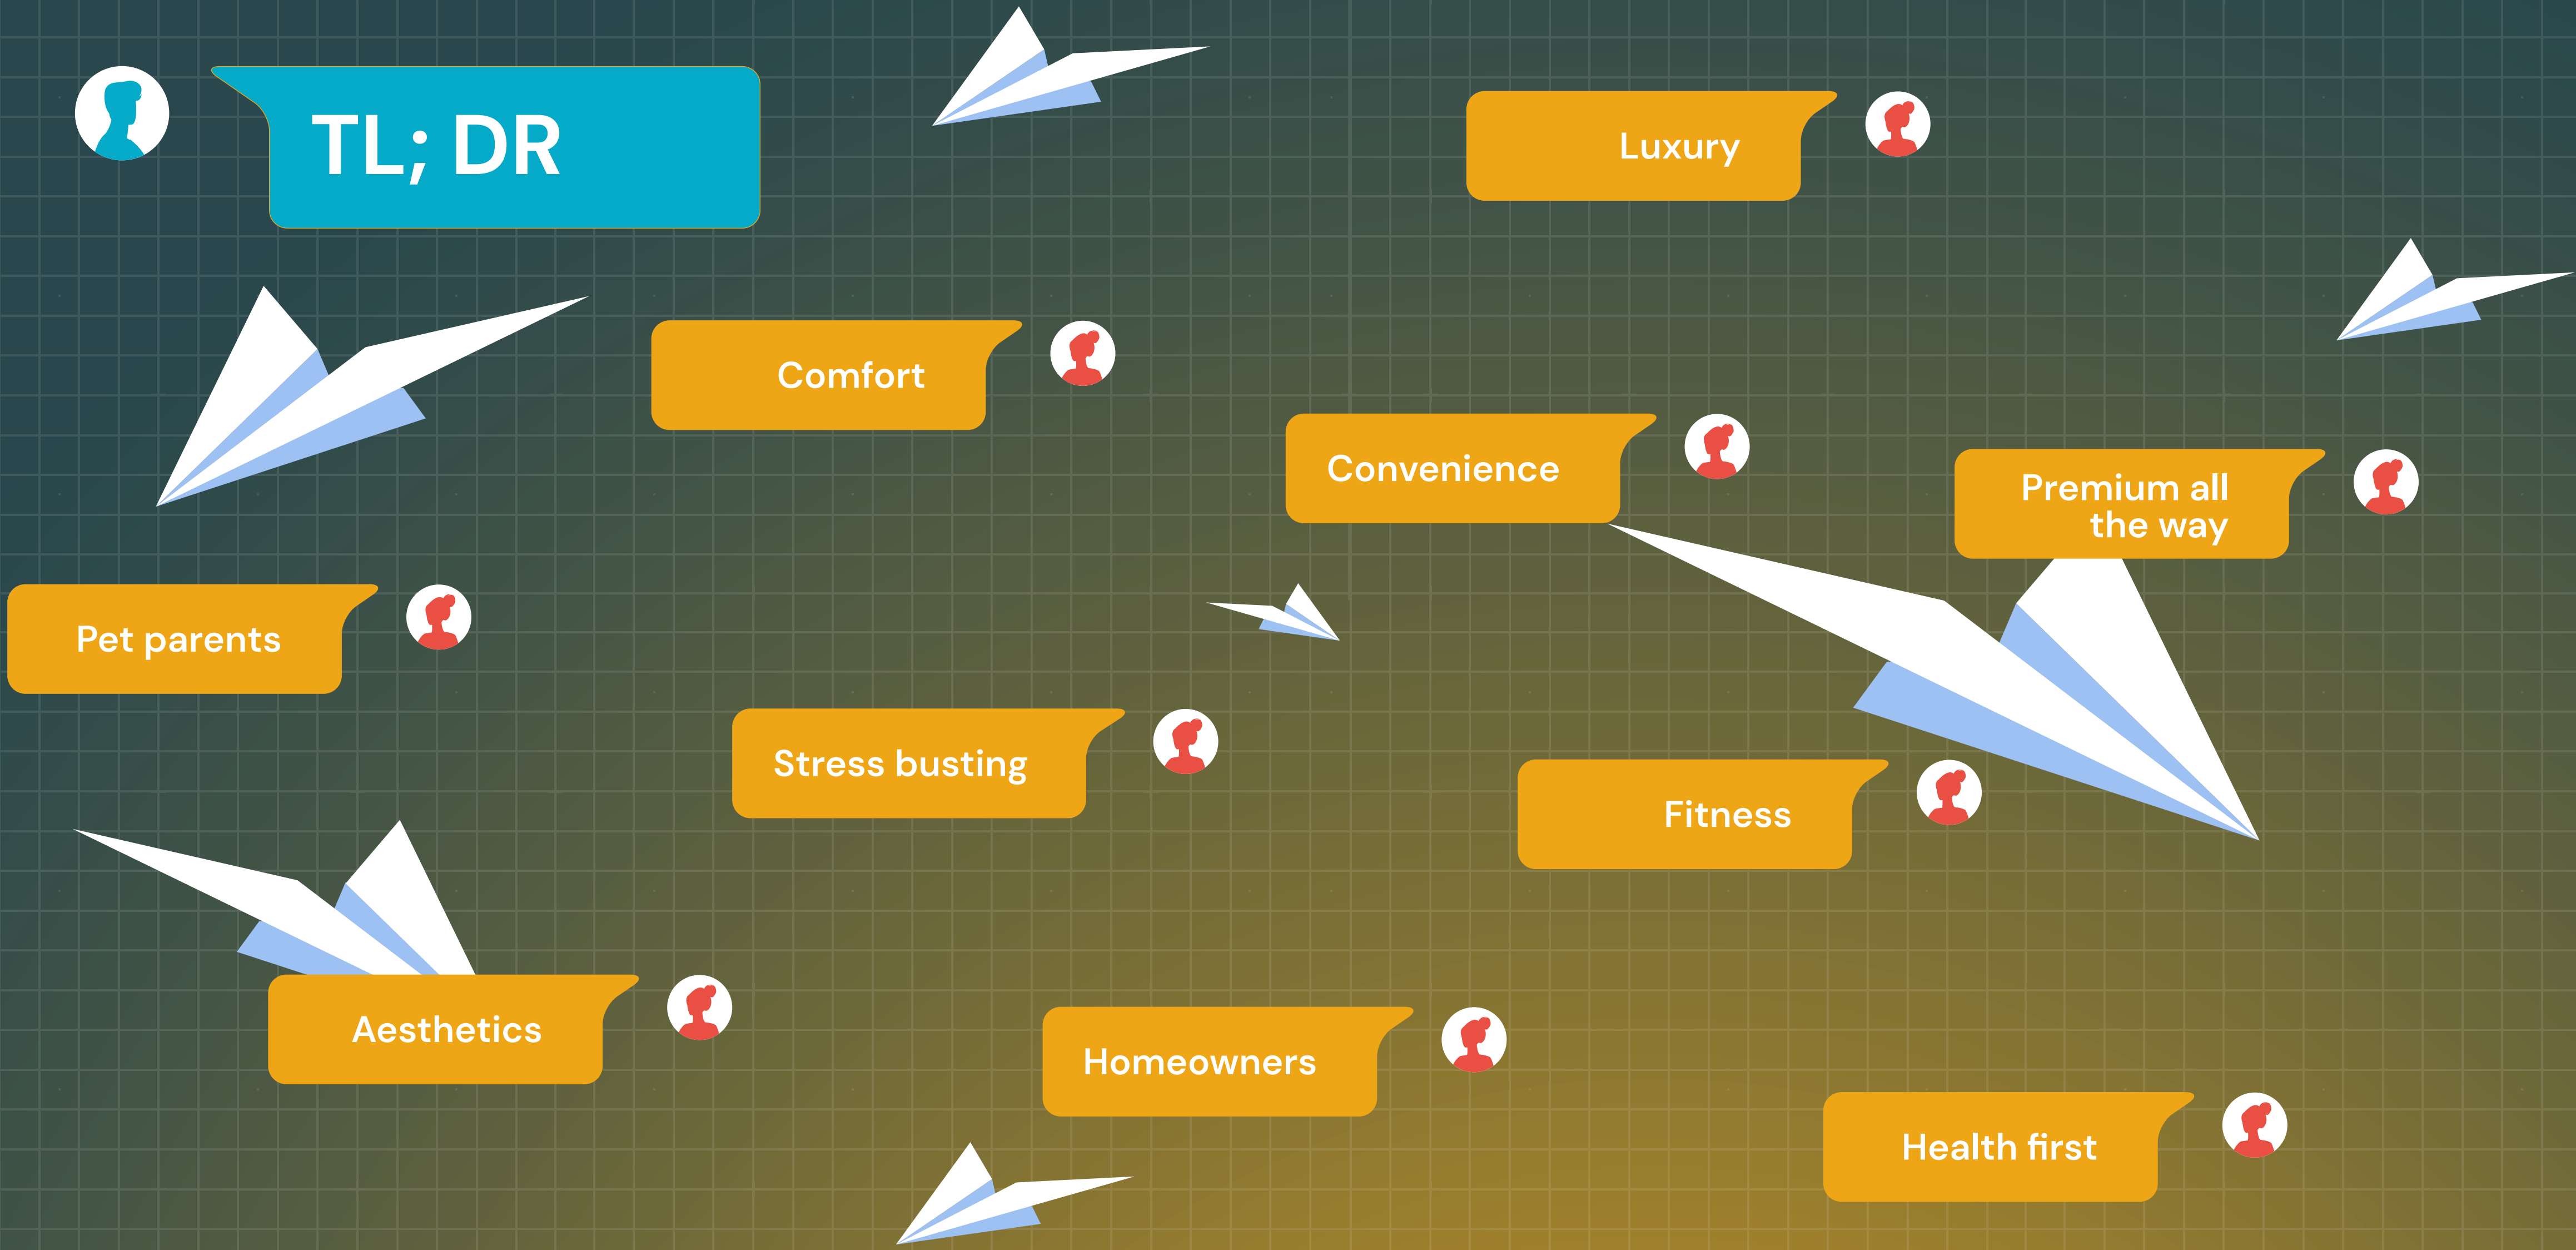 TL; DR
Luxury
Comfort
Convenience
Premium all
the way
Pet parents
Stress busting
Fitness
Aesthetics
Homeowners
Health first